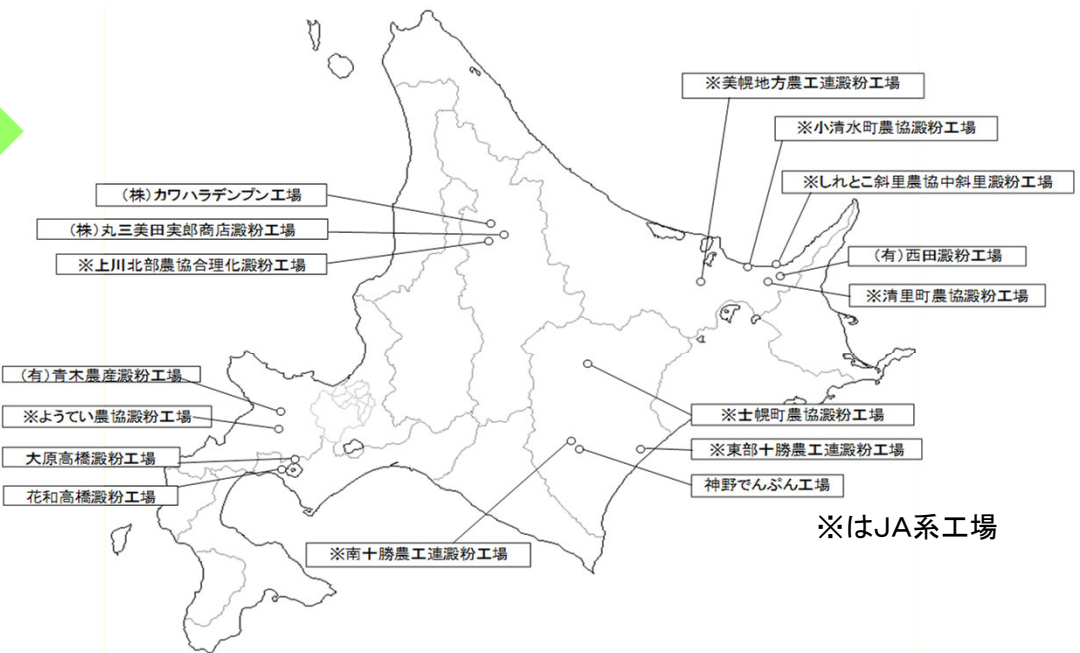 ※美幌地方農工連澱粉工場
※小清水町農協澱粉工場
※しれとこ斜里農協中斜里澱粉工場
(有)西田澱粉工場
※清里町農協澱粉工場
(株)カワハラデンプン工場
(株)丸三美田実郎商店澱粉工場
※上川北部農協合理化澱粉工場
(有)青木農産澱粉工場
※ようてい農協澱粉工場
大原高橋澱粉工場
花和高橋澱粉工場
※士幌町農協澱粉工場
※東部十勝農工連澱粉工場
神野でんぷん工場
※南十勝農工連澱粉工場
※はJA系工場